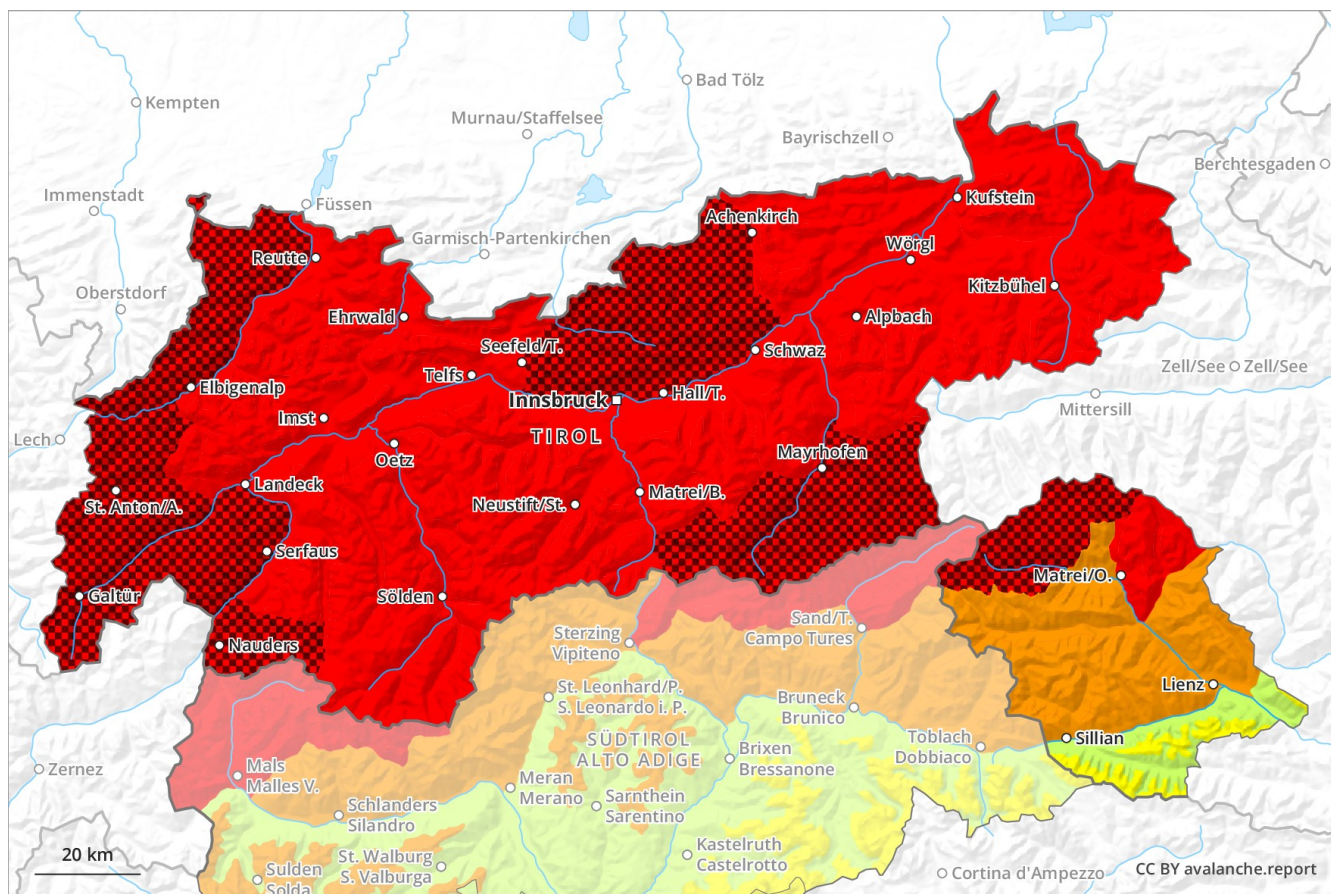 Kempten
Bad Tölz
Murnau/Staffelsee
Bayrischzell
Berchtesgaden
Immenstadt
Füssen
Kufstein
Achenkirch
Garmisch-Partenkirchen
Wörgl
Reutte
Kitzbühel
Oberstdorf
Ehrwald
Alpbach
Seefeld/T.
Schwaz
Telfs
Zell/See
Zell/See
Elbigenalp
Hall/T.
Innsbruck
Mittersill
Imst
TIROL
Lech
Oetz
Mayrhofen
Landeck
Matrei/B.
St. Anton/A.
Neustift/St.
Serfaus
Matrei/O.
Galtür
Sölden
Sand/T.
Campo Tures
Sterzing
Vipiteno
Nauders
Lienz
St. Leonhard/P.
S. Leonardo i. P.
Bruneck
Brunico
SÜDTIROL
ALTO ADIGE
Toblach
Dobbiaco
Sillian
Brixen
Bressanone
Zernez
Mals
Malles V.
Meran
Merano
Sarnthein
Sarentino
Schlanders
Silandro
Kastelruth
Castelrotto
20 km
St. Walburg
S. Valburga
Sulden
Solda
Cortina d'Ampezzo
CC BY avalanche.report